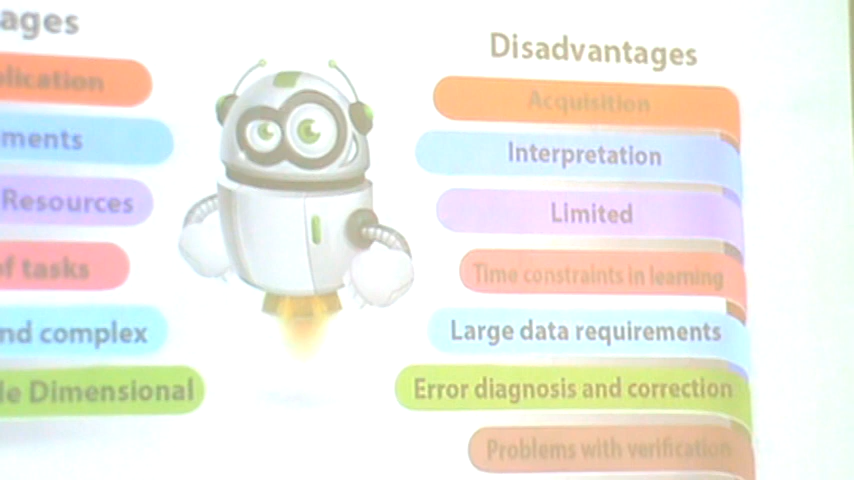 ages
Disadvantages
lication
ments
Resources
f tasks
nd complex
le Dimensional
Acquisition
Interpretation
Limited
Time constraints in learning
Large data requirements
Error diagnosis and correction
Problems with verification